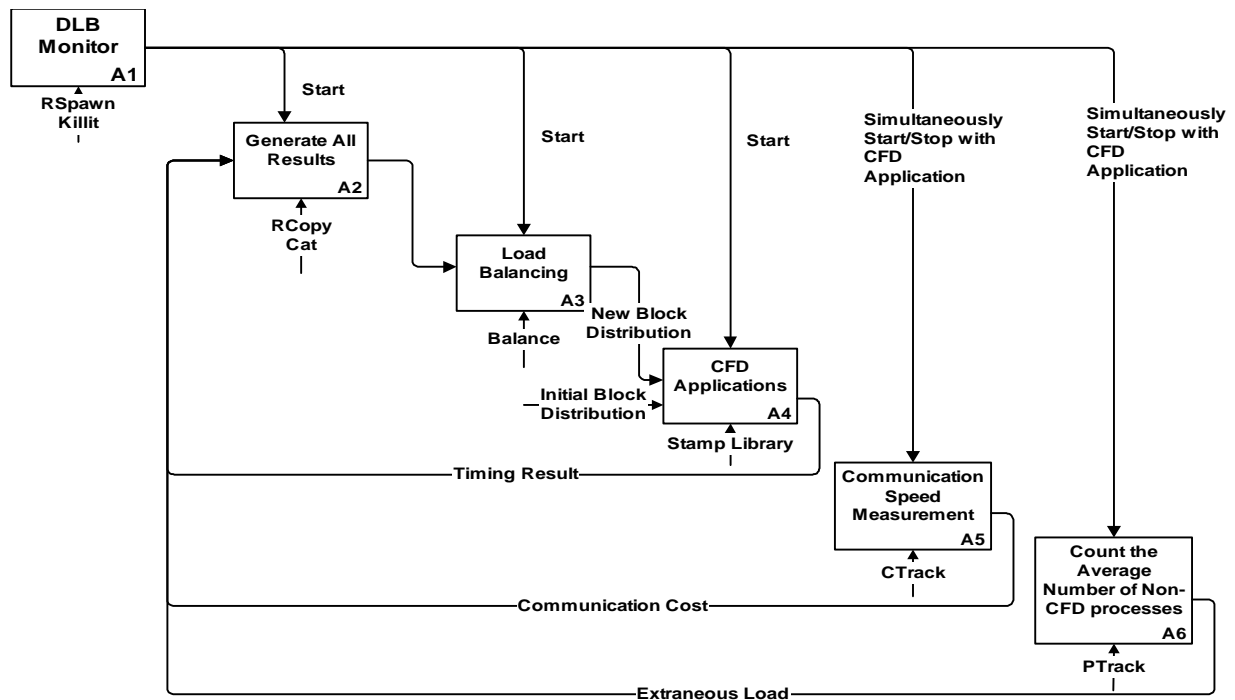 DLB
Monitor
A1
RSpawn
Killit
Start
Generate All
Results
A2
RCopy
Cat
Start
Load
Balancing
A3
Balance
New Block
Distribution
Start
CFD
Applications
A4
Initial Block
Distribution
Stamp Library
Timing Result
Simultaneously
Start/Stop with
CFD
Application
Communication
Speed
Measurement
A5
CTrack
Communication Cost
Simultaneously
Start/Stop with
CFD
Application
Count the
Average
Number of Non-
CFD processes
A6
PTrack
Extraneous Load